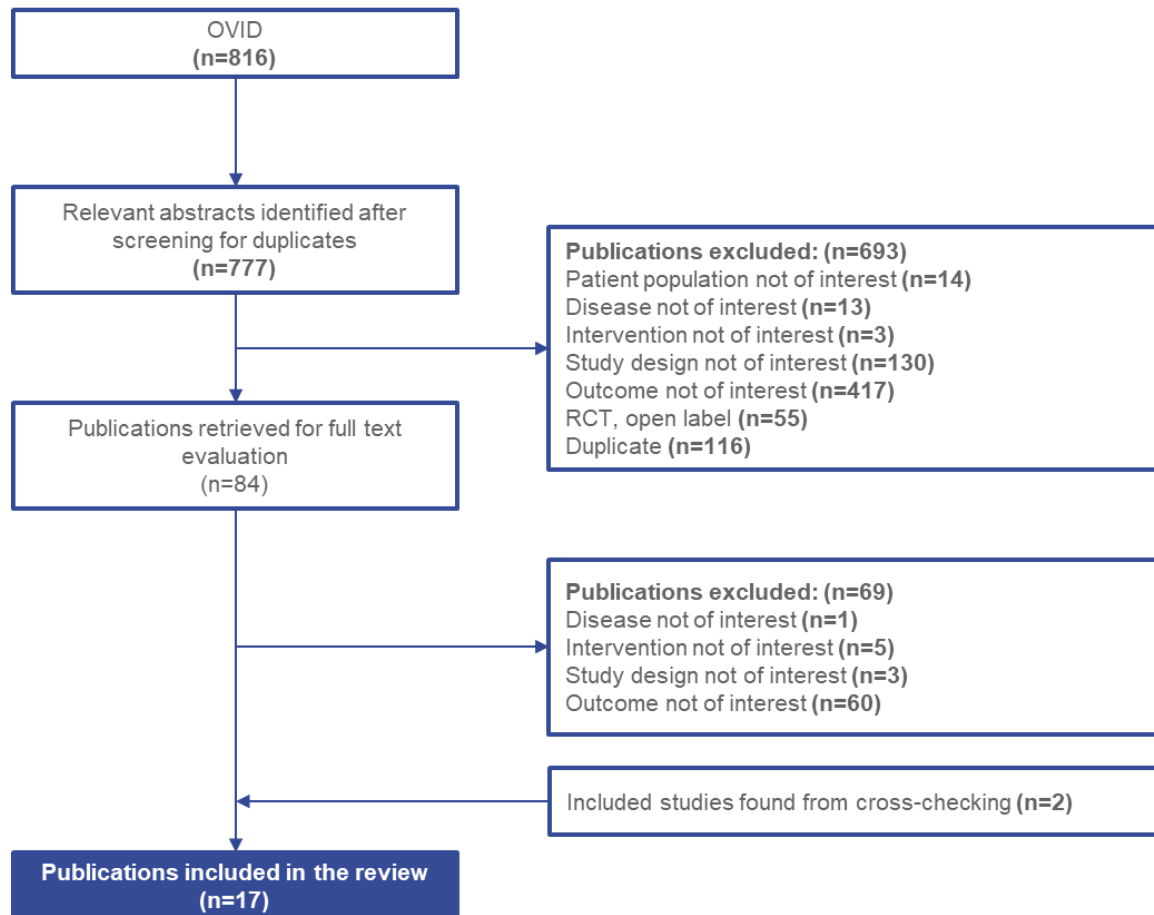 OVID
(n=816)
Relevant abstracts identified after
screening for duplicates
(n=777)
Publications excluded: (n=693)
Patient population not of interest (n=14)
Disease not of interest (n=13)
Intervention not of interest (n=3)
Study design not of interest (n=130)
Outcome not of interest (n=417)
RCT, open label (n=55)
Duplicate (n=116)
Publications retrieved for full text
evaluation
(n=84)
Publications excluded: (n=69)
Disease not of interest (n=1)
Intervention not of interest (n=5)
Study design not of interest (n=3)
Outcome not of interest (n=60)
Included studies found from cross-checking (n=2)
Publications included in the review
(n=17)